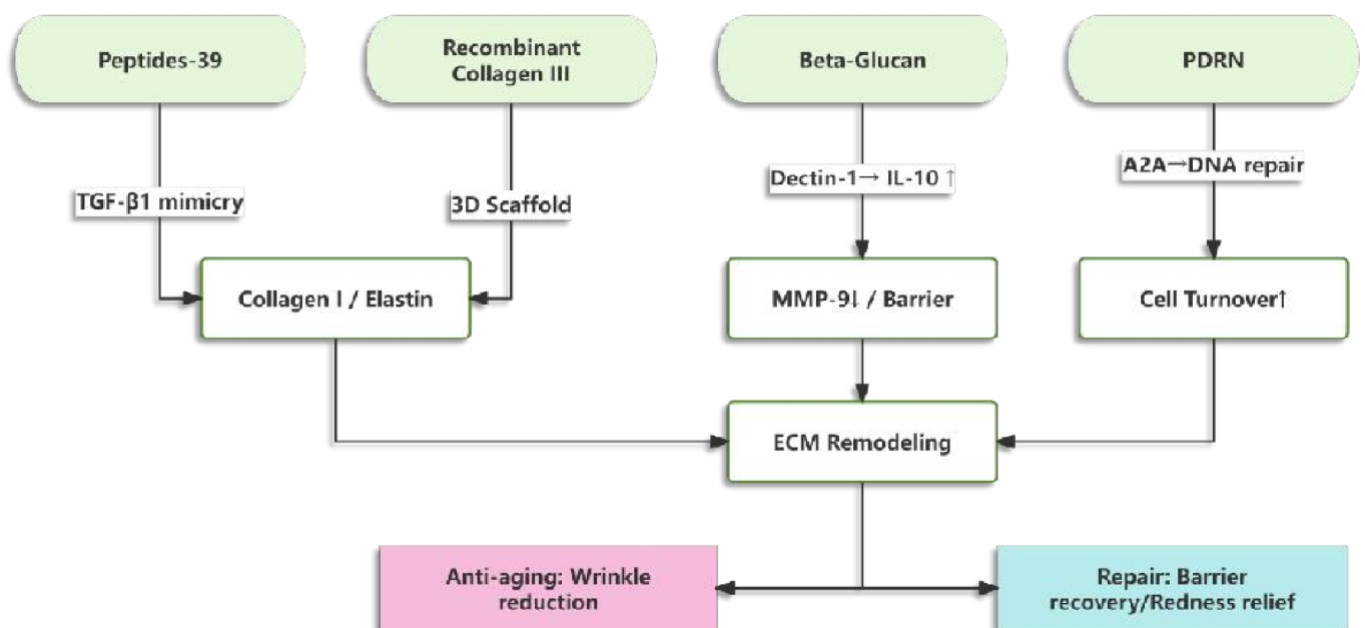 Peptides-39
Recombinant
Collagen III
Beta-Glucan
PDRN
TGF-β1 mimicry
3D Scaffold
Dectin-1→ IL-10 ↑
A2A→DNA repair
Collagen I / Elastin
MMP-9↓ / Barrier
Cell Turnover↑
ECM Remodeling
Anti-aging: Wrinkle
reduction
Repair: Barrier
recovery/Redness relief